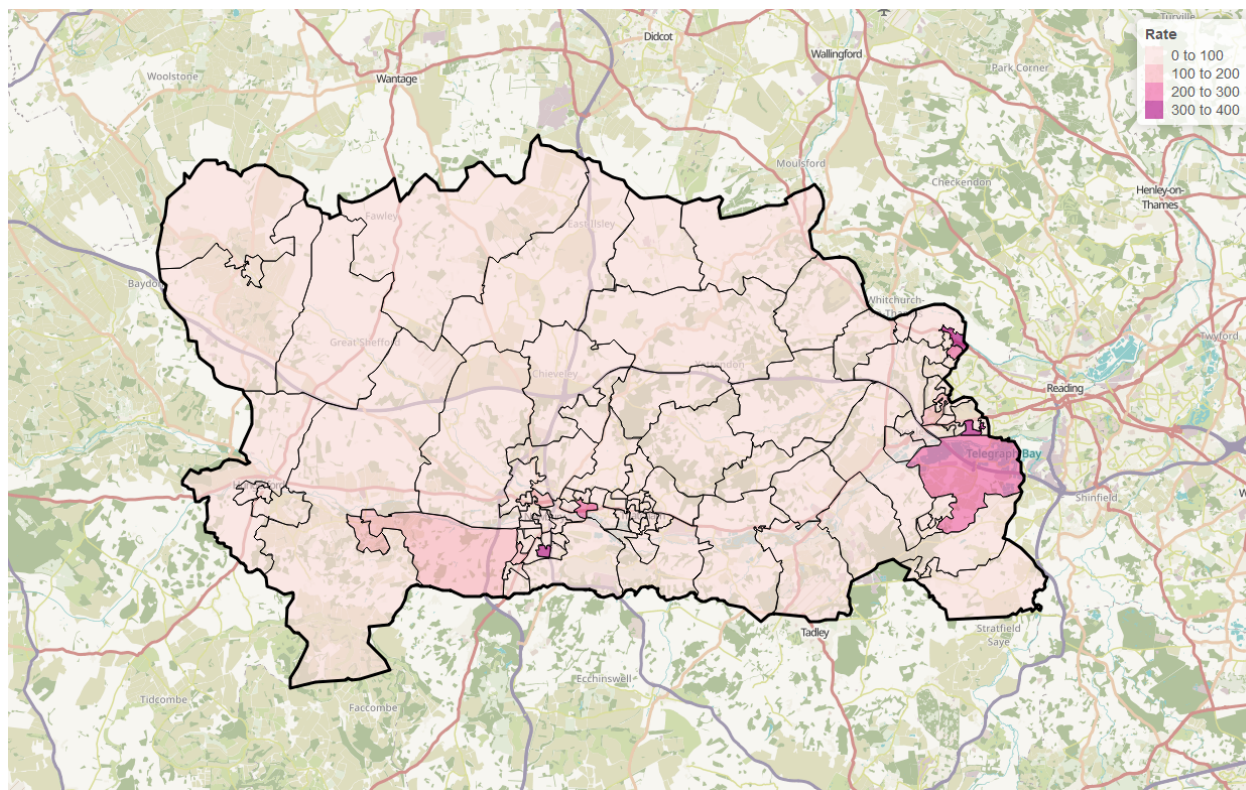 Turville
Didcot
Rate
Wallingford
0 to 100
Woolstone
Wantage
Park Corner
100 to 200
200 to 300
300 to 400
Moulsford
Checkendon
Henley-on-
Thames
Fawley
East Ilsley
Baydon
Whitchurch-
Twyford
Great Shefford
Chieveley
Reading
Telegraph Bay
Shinfield
Tadley
Stratfield
Saye
Ecchinswell
Tidcombe
Faccombe